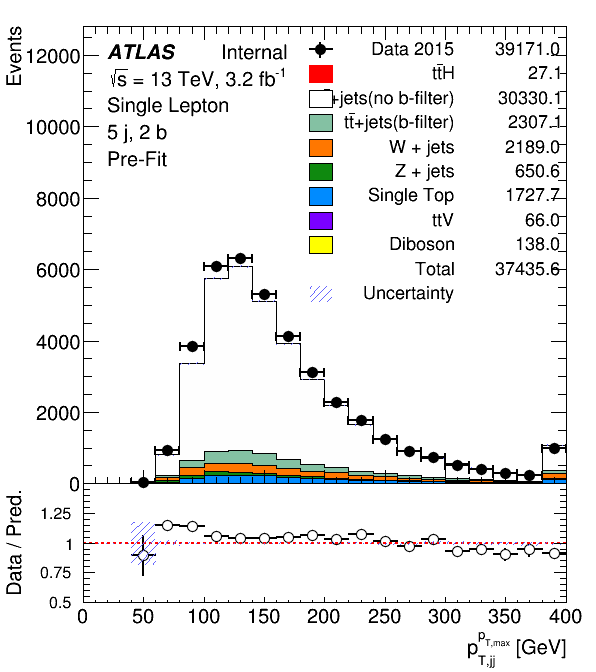 Events
12000
10000
8000
6000
4000
2000
0
ATLAS Internal
√s = 13 TeV, 3.2 fb⁻¹
Single Lepton
5 j, 2 b
Pre-Fit
Data 2015 39171.0
tt̄H 27.1
+jets(no b-filter) 30330.1
tt̄+jets(b-filter) 2307.1
W + jets 2189.0
Z + jets 650.6
Single Top 1727.7
ttV 66.0
Diboson 138.0
Total 37435.6
Uncertainty
Data / Pred.
1.25
1
0.75
0.5
0 50 100 150 200 250 300 350 400
p_{T,jj}^{p_{T,max}} [GeV]